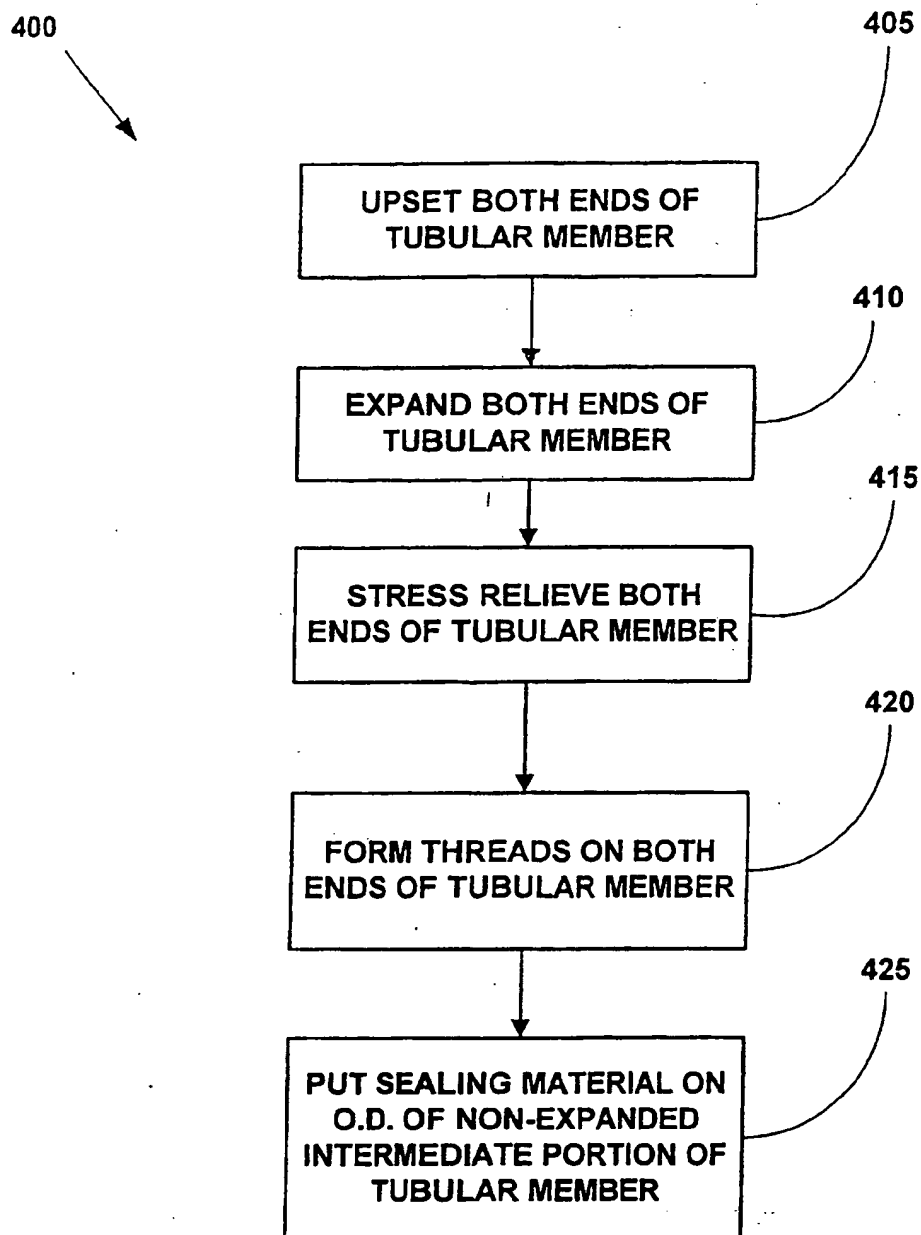 400
405
UPSET BOTH ENDS OF
TUBULAR MEMBER
410
EXPAND BOTH ENDS OF
TUBULAR MEMBER
415
STRESS RELIEVE BOTH
ENDS OF TUBULAR MEMBER
420
FORM THREADS ON BOTH
ENDS OF TUBULAR MEMBER
425
PUT SEALING MATERIAL ON
O.D. OF NON-EXPANDED
INTERMEDIATE PORTION OF
TUBULAR MEMBER